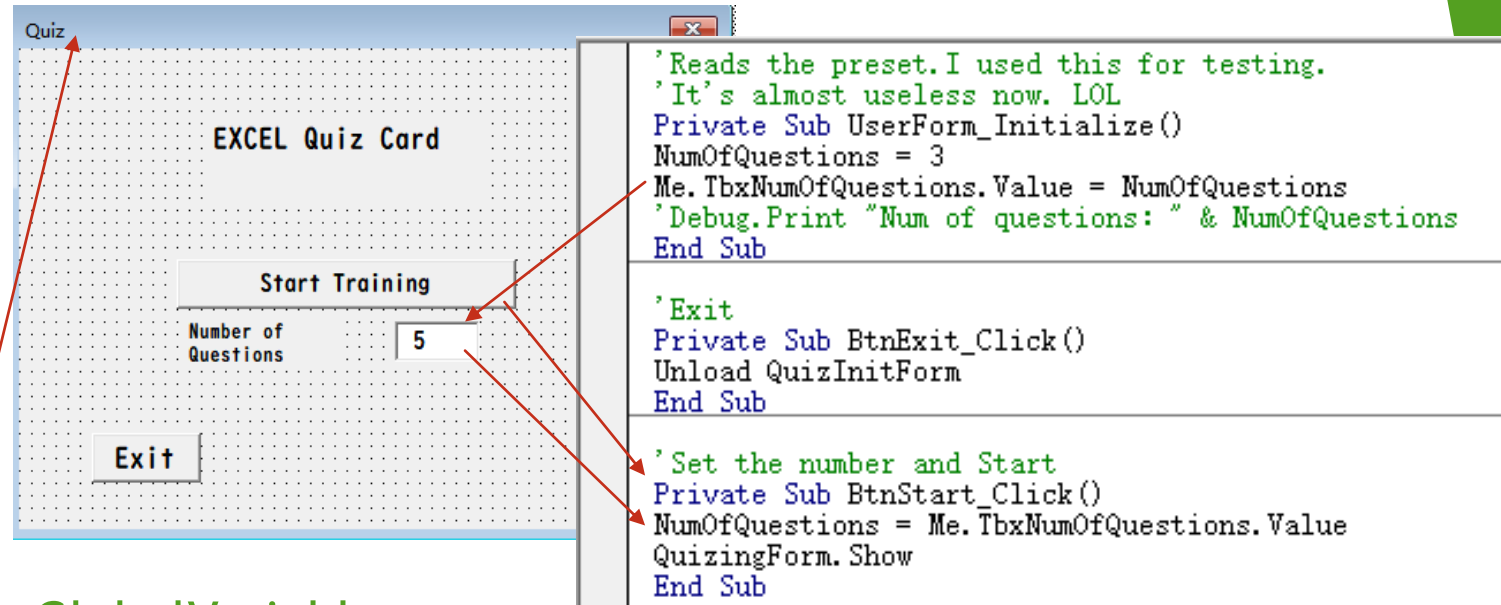 Quiz
EXCEL Quiz Card
Start Training
Number of
Questions
5
Exit
'Reads the preset.I used this for testing.
'It's almost useless now. LOL
Private Sub UserForm_Initialize()
NumOfQuestions = 3
Me.TbxNumOfQuestions.Value = NumOfQuestions
'Debug.Print "Num of questions: " & NumOfQuestions
End Sub
'Exit
Private Sub BtnExit_Click()
Unload QuizInitForm
End Sub
'Set the number and Start
Private Sub BtnStart_Click()
NumOfQuestions = Me.TbxNumOfQuestions.Value
QuizingForm.Show
End Sub